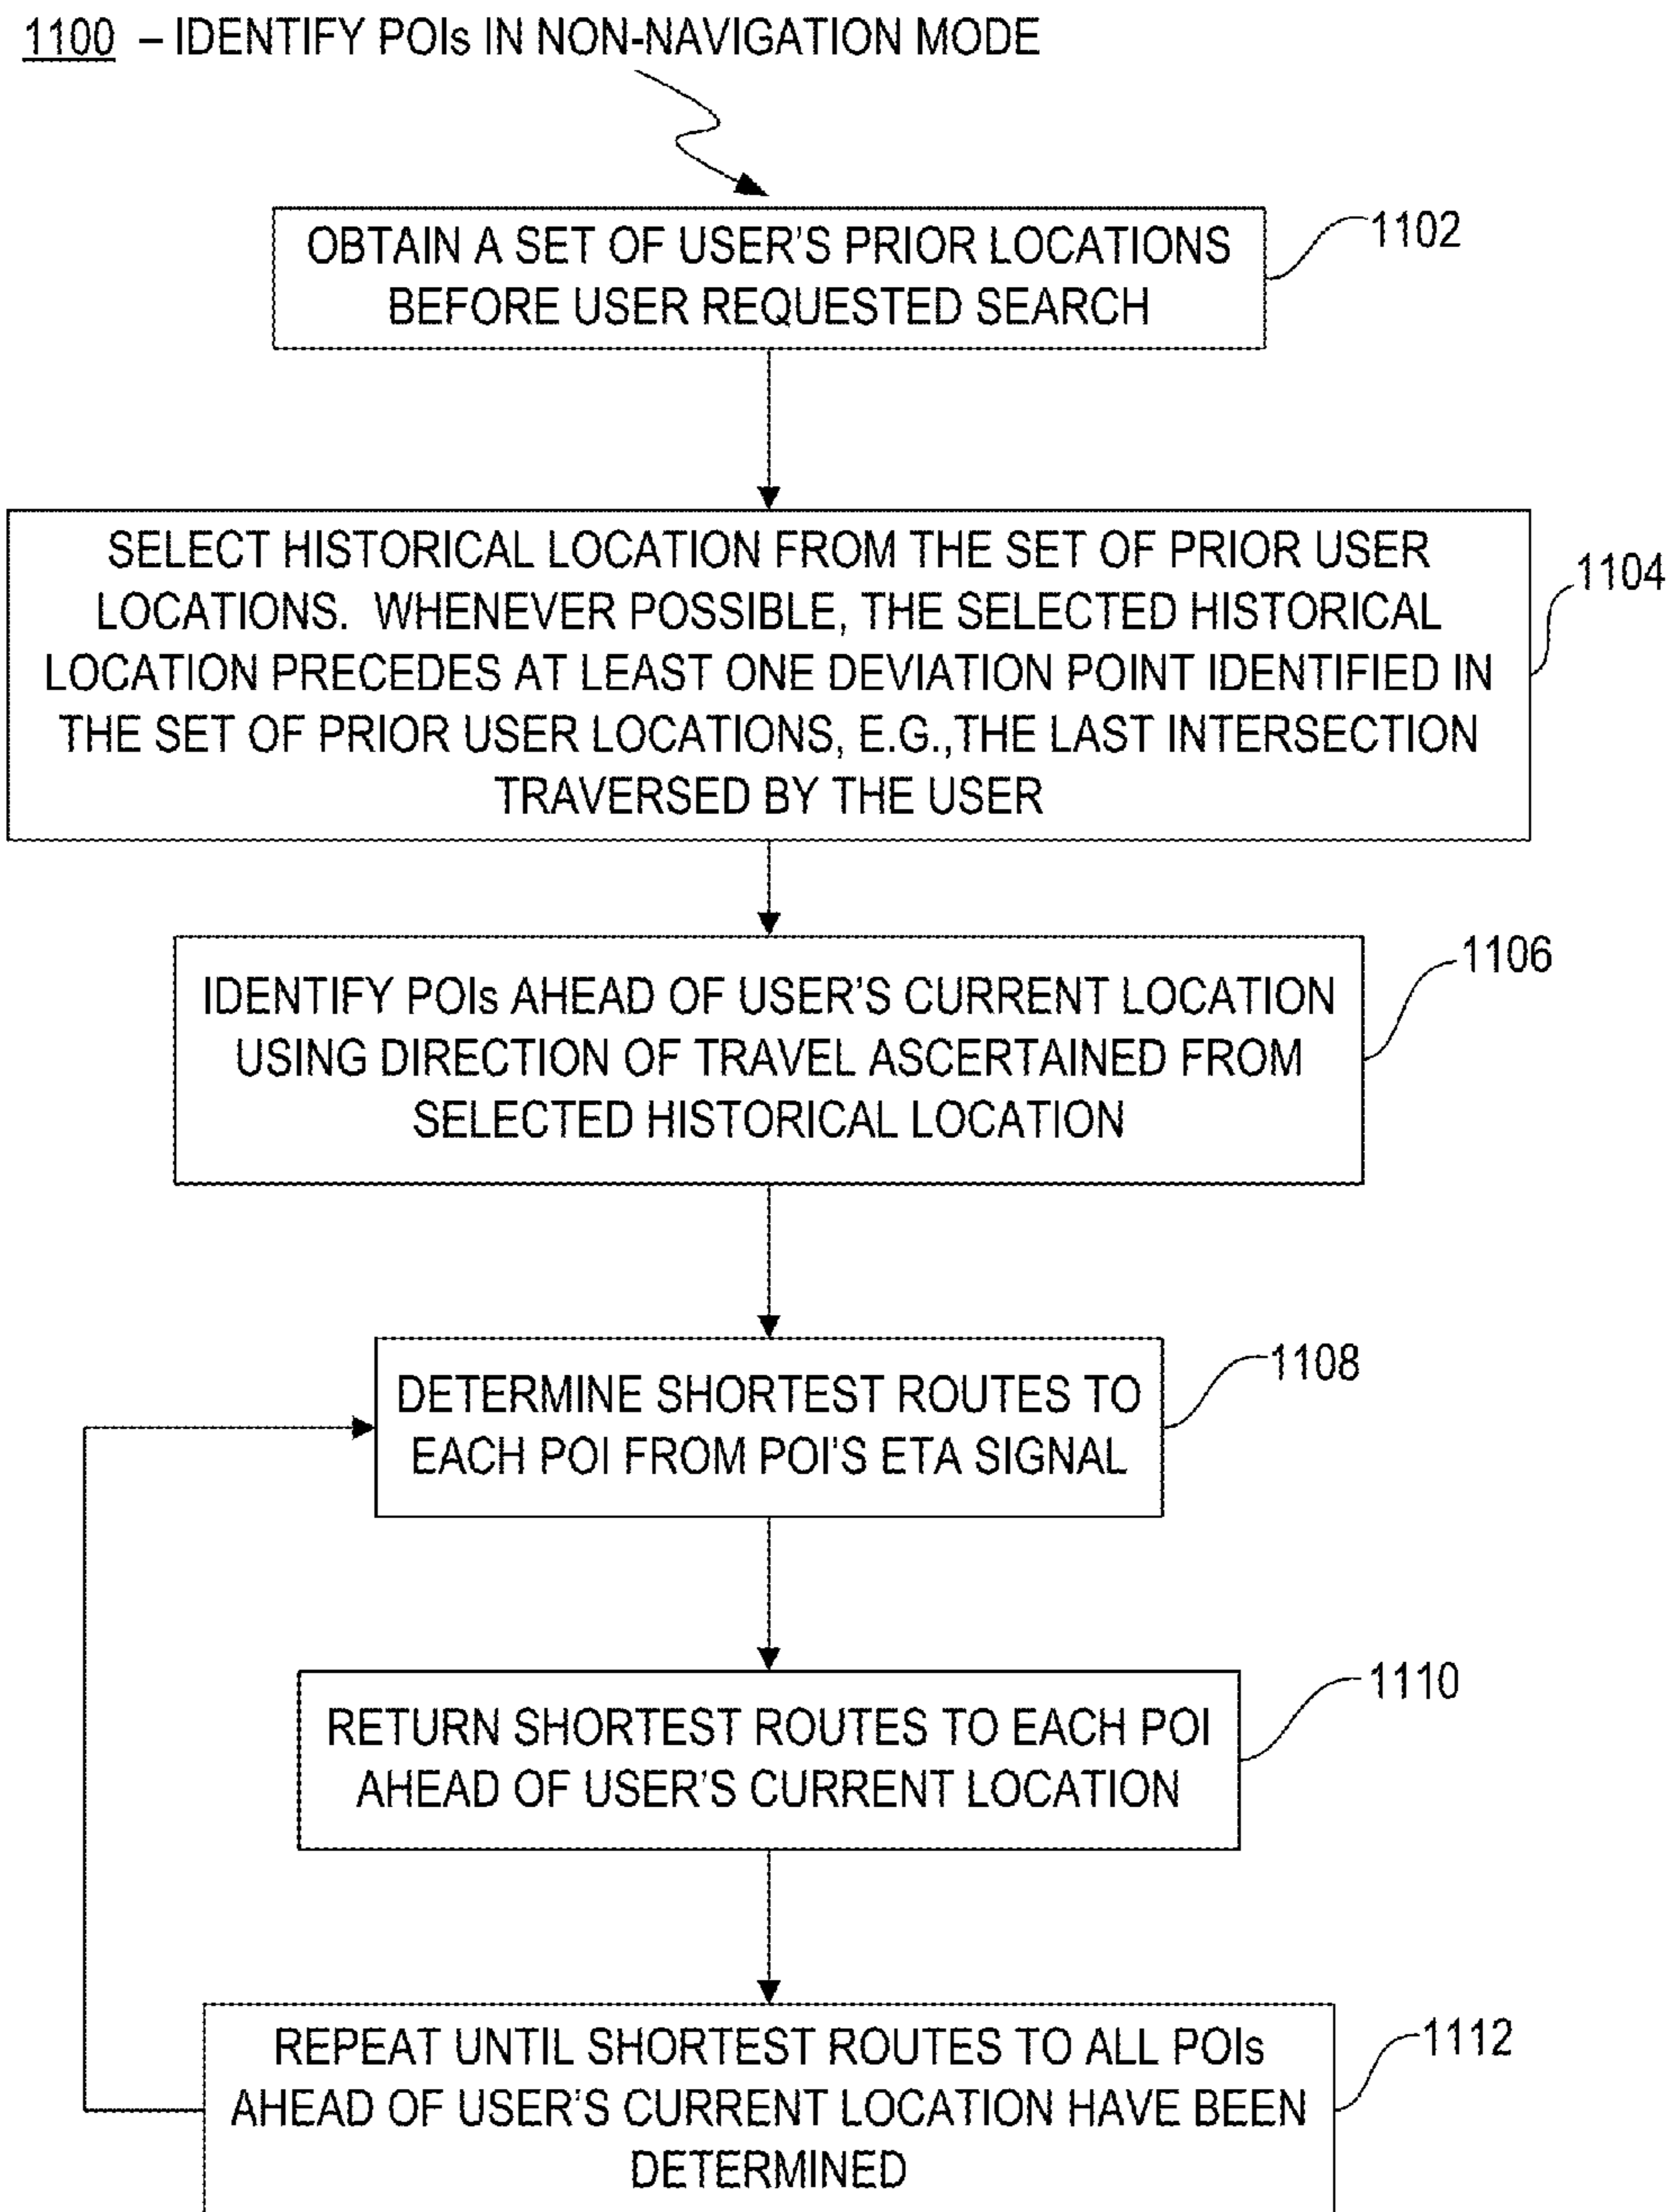 1100 – IDENTIFY POIs IN NON-NAVIGATION MODE
OBTAIN A SET OF USER'S PRIOR LOCATIONS
BEFORE USER REQUESTED SEARCH
1102
SELECT HISTORICAL LOCATION FROM THE SET OF PRIOR USER
LOCATIONS. WHENEVER POSSIBLE, THE SELECTED HISTORICAL
LOCATION PRECEDES AT LEAST ONE DEVIATION POINT IDENTIFIED IN
THE SET OF PRIOR USER LOCATIONS, E.G.,THE LAST INTERSECTION
TRAVERSED BY THE USER
1104
IDENTIFY POIs AHEAD OF USER'S CURRENT LOCATION
USING DIRECTION OF TRAVEL ASCERTAINED FROM
SELECTED HISTORICAL LOCATION
1106
DETERMINE SHORTEST ROUTES TO
EACH POI FROM POI'S ETA SIGNAL
1108
RETURN SHORTEST ROUTES TO EACH POI
AHEAD OF USER'S CURRENT LOCATION
1110
REPEAT UNTIL SHORTEST ROUTES TO ALL POIs
AHEAD OF USER'S CURRENT LOCATION HAVE BEEN
DETERMINED
1112